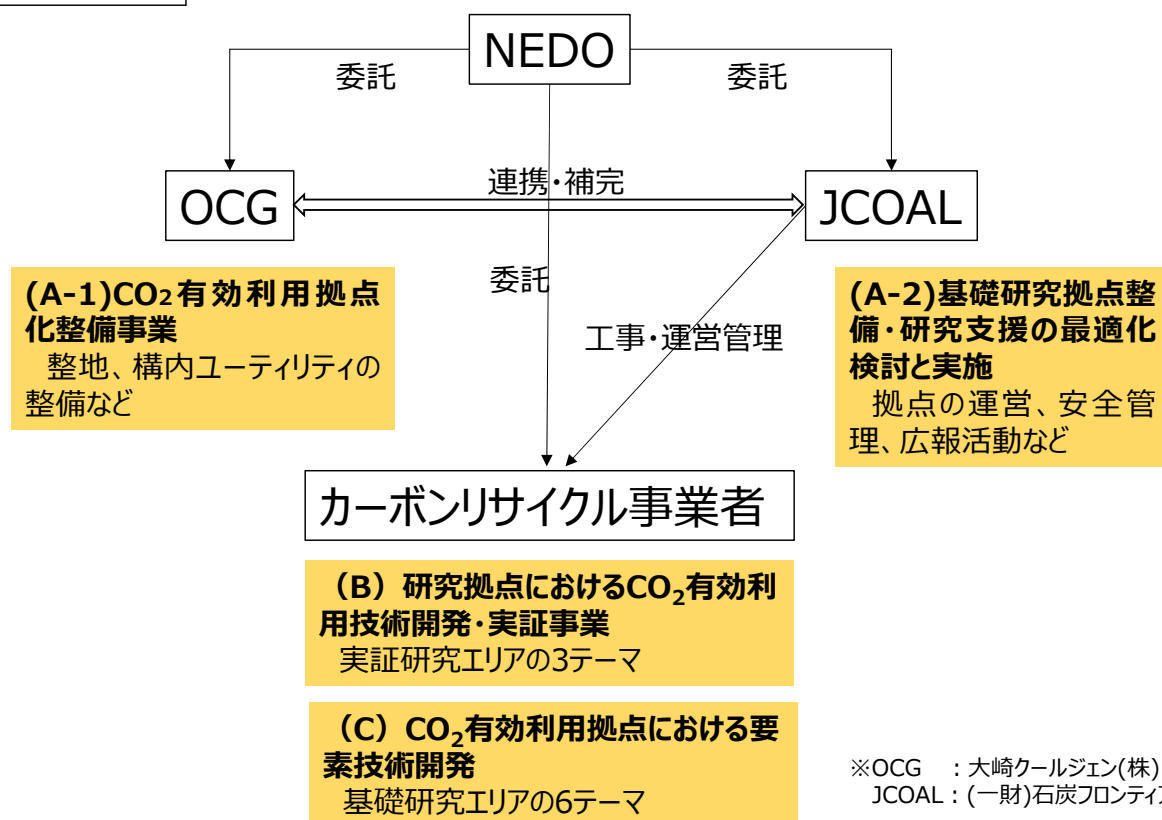 NEDO
委託
委託
OCG
連携・補完
JCOAL
委託
工事・運営管理
(A-1)CO2有効利用拠点
化整備事業
整地、構内ユーティリティの
整備など
(A-2)基礎研究拠点整
備・研究支援の最適化
検討と実施
拠点の運営、安全管
理、広報活動など
カーボンリサイクル事業者
（B）研究拠点におけるCO₂有効利
用技術開発・実証事業
実証研究エリアの3テーマ
（C）CO₂有効利用拠点における要
素技術開発
基礎研究エリアの6テーマ
※OCG ：大崎クールジェン(株)
JCOAL：(一財)石炭フロンティ